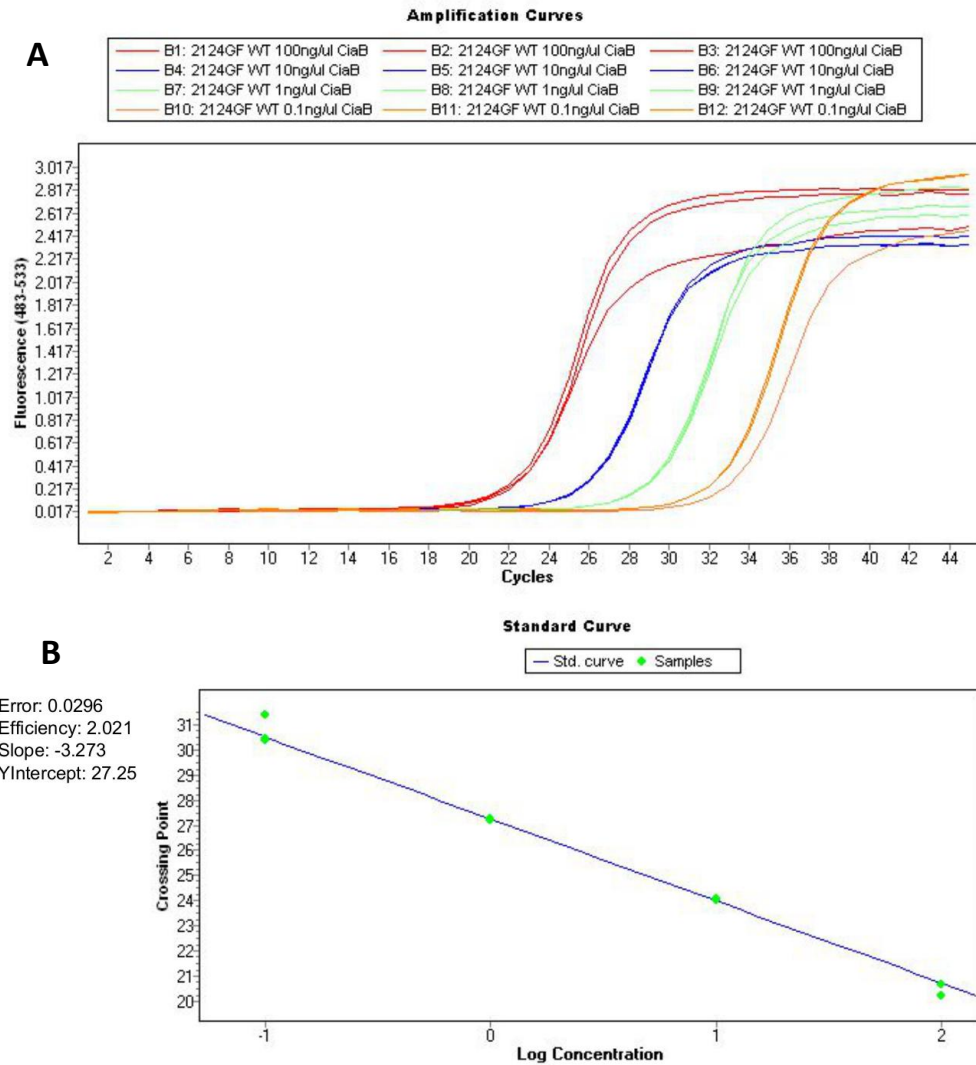 Amplification Curves
A
B1: 2124GF WT 100ng/ul CiaB B2: 2124GF WT 100ng/ul CiaB B3: 2124GF WT 100ng/ul CiaB
B4: 2124GF WT 10ng/ul CiaB B5: 2124GF WT 10ng/ul CiaB B6: 2124GF WT 10ng/ul CiaB
B7: 2124GF WT 1ng/ul CiaB B8: 2124GF WT 1ng/ul CiaB B9: 2124GF WT 1ng/ul CiaB
B10: 2124GF WT 0.1ng/ul CiaB B11: 2124GF WT 0.1ng/ul CiaB B12: 2124GF WT 0.1ng/ul CiaB
Fluorescence (483-533)
3.017
2.817
2.617
2.417
2.217
2.017
1.817
1.617
1.417
1.217
1.017
0.817
0.617
0.417
0.217
0.017
2 4 6 8 10 12 14 16 18 20 22 24 26 28 30 32 34 36 38 40 42 44
Cycles
Standard Curve
B
Std. curve Samples
Error: 0.0296
Efficiency: 2.021
Slope: -3.273
YIntercept: 27.25
Crossing Point
31
30
29
28
27
26
25
24
23
22
21
20
-1 0 1 2
Log Concentration